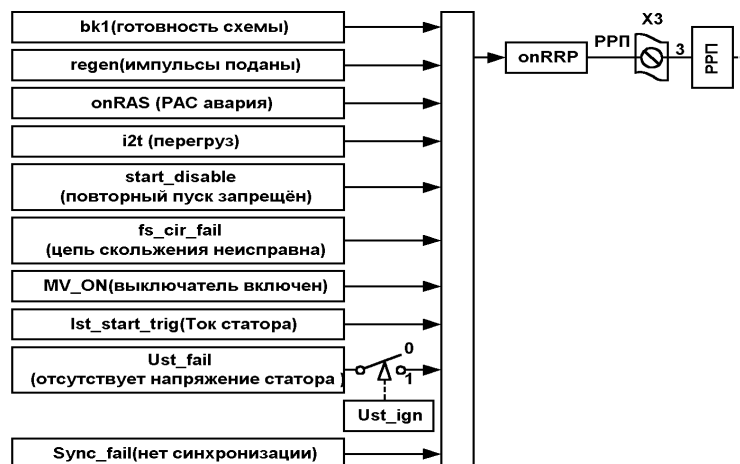 bk1(готовность схемы)
regen(импульсы поданы)
onRAS (РАС авария)
i2t (перегруз)
start_disable
(повторный пуск запрещён)
fs_cir_fail
(цепь скольжения неисправна)
MV_ON(выключатель включен)
Ist_start_trig(Ток статора)
Ust_fail
(отсутствует напряжение статора )
0
1
Ust_ign
Sync_fail(нет синхронизации)
onRRP
РРП
X3
3
РРП